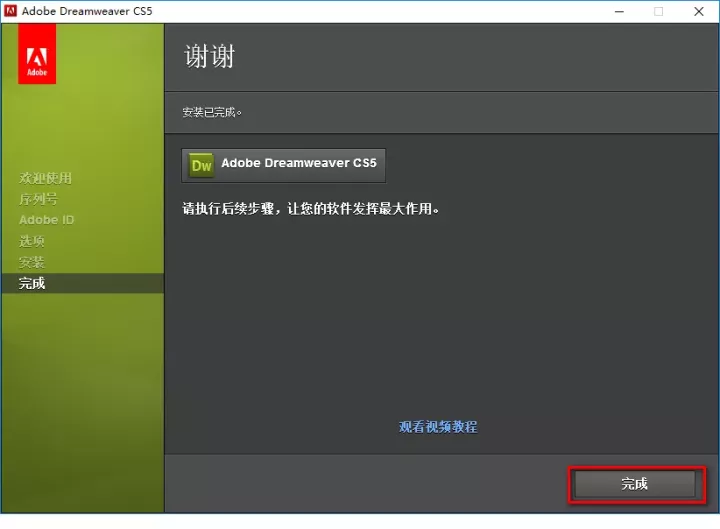 Adobe Dreamweaver CS5
Adobe
谢谢
安装已完成。
欢迎使用
序列号
Adobe ID
选项
安装
完成
Dw Adobe Dreamweaver CS5
请执行后续步骤，让您的软件发挥最大作用。
观看视频教程
完成